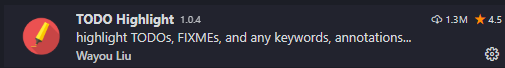 TODO Highlight 1.0.4 1.3M 4.5
highlight TODOs, FIXMEs, and any keywords, annotations...
Wayou Liu